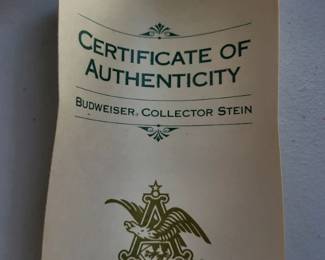 CERTIFICATE OF
AUTHENTICITY
BUDWEISER, COLLECTOR STEIN